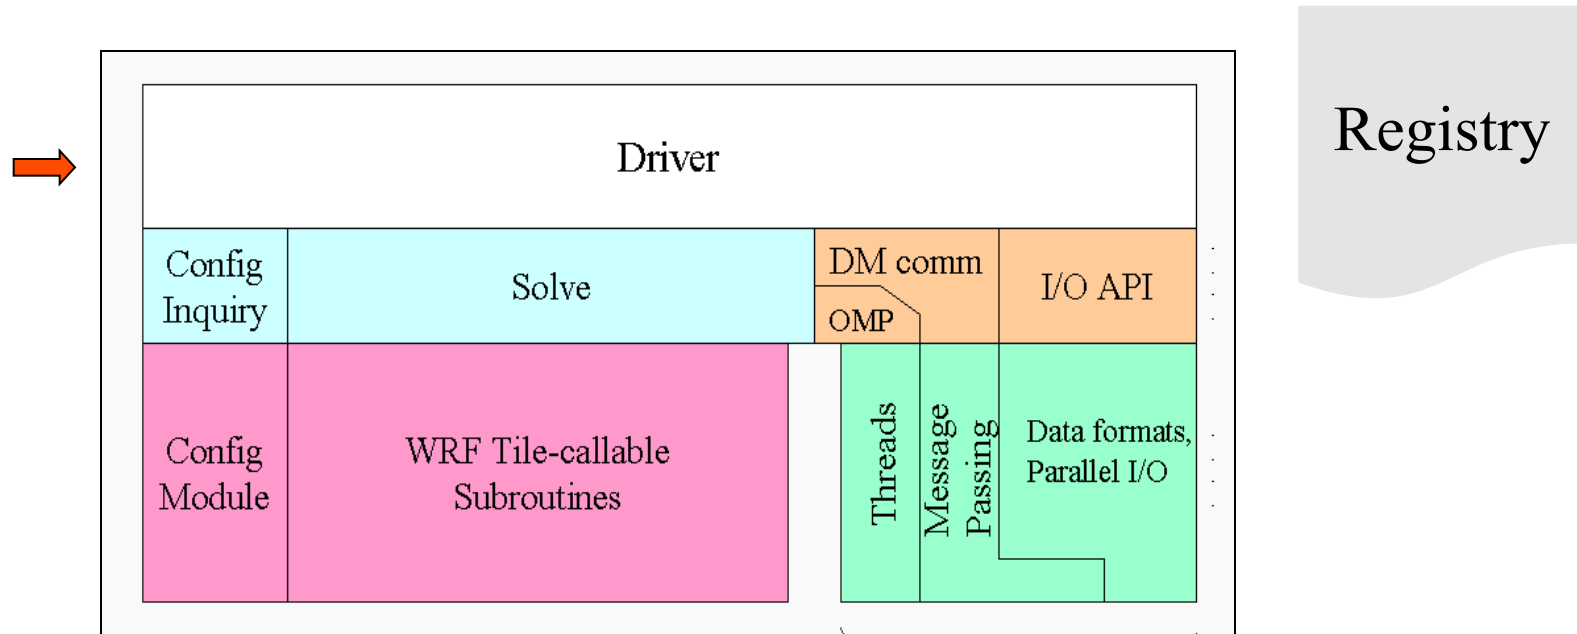 Registry
Driver
Config
Inquiry
Solve
DM comm
OMP
I/O API
Config
Module
WRF Tile-callable
Subroutines
Threads
Message
Passing
Data formats,
Parallel I/O